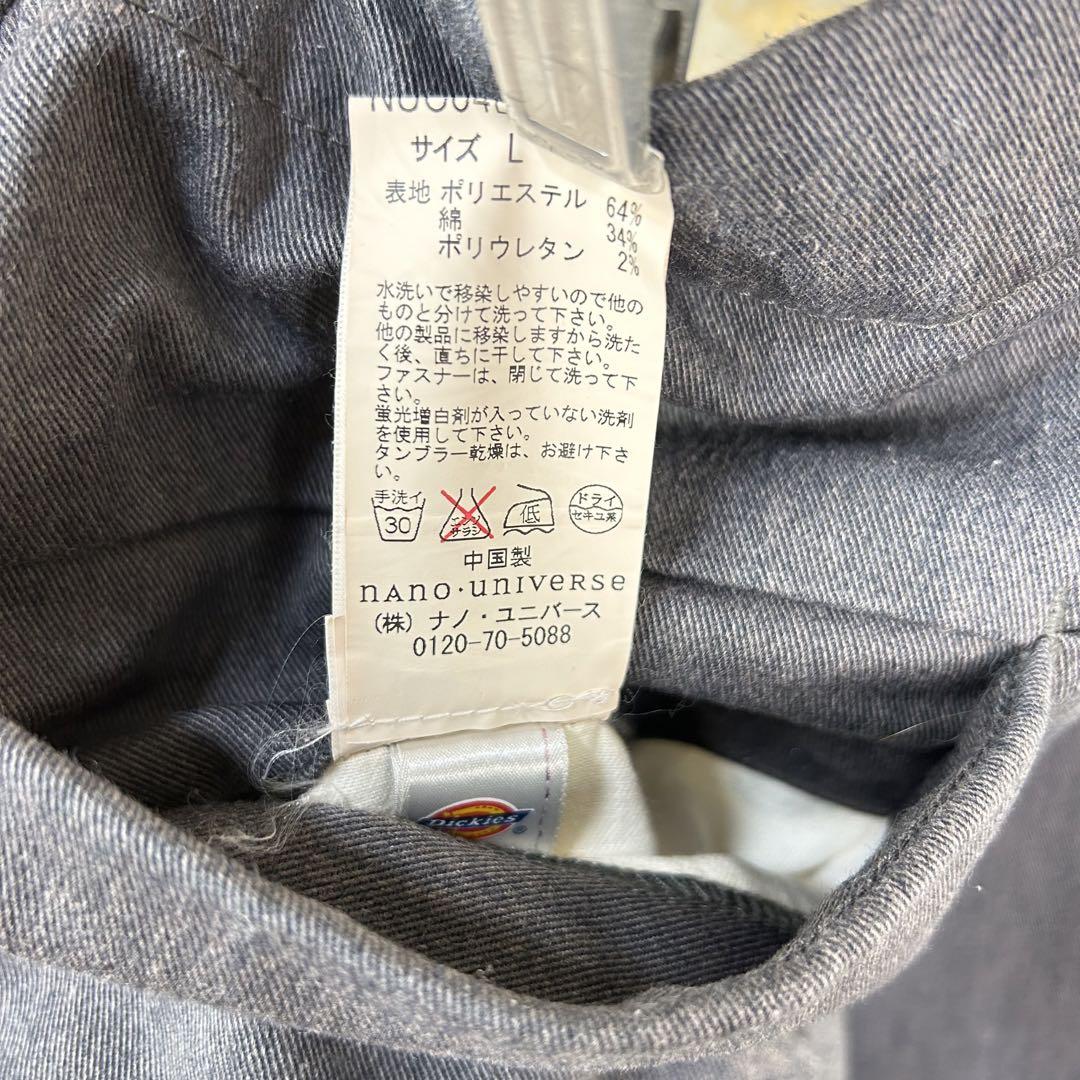 サイズ L
表地 ポリエステル 64%
綿 34%
ポリウレタン 2%
水洗いで移染しやすいので他の
ものと分けて洗って下さい。
他の製品に移染しますから洗た
く後、直ちに干して下さい。
ファスナーは、閉じて洗って下
さい。
蛍光増白剤が入っていない洗剤
を使用して下さい。
タンブラー乾燥は、お避け下さ
い。
手洗イ 30 エンソ サラシ 低 ドライ セキユ系
中国製
nAno·unIVeRSe
(株) ナノ・ユニバース
0120-70-5088
Dickies®